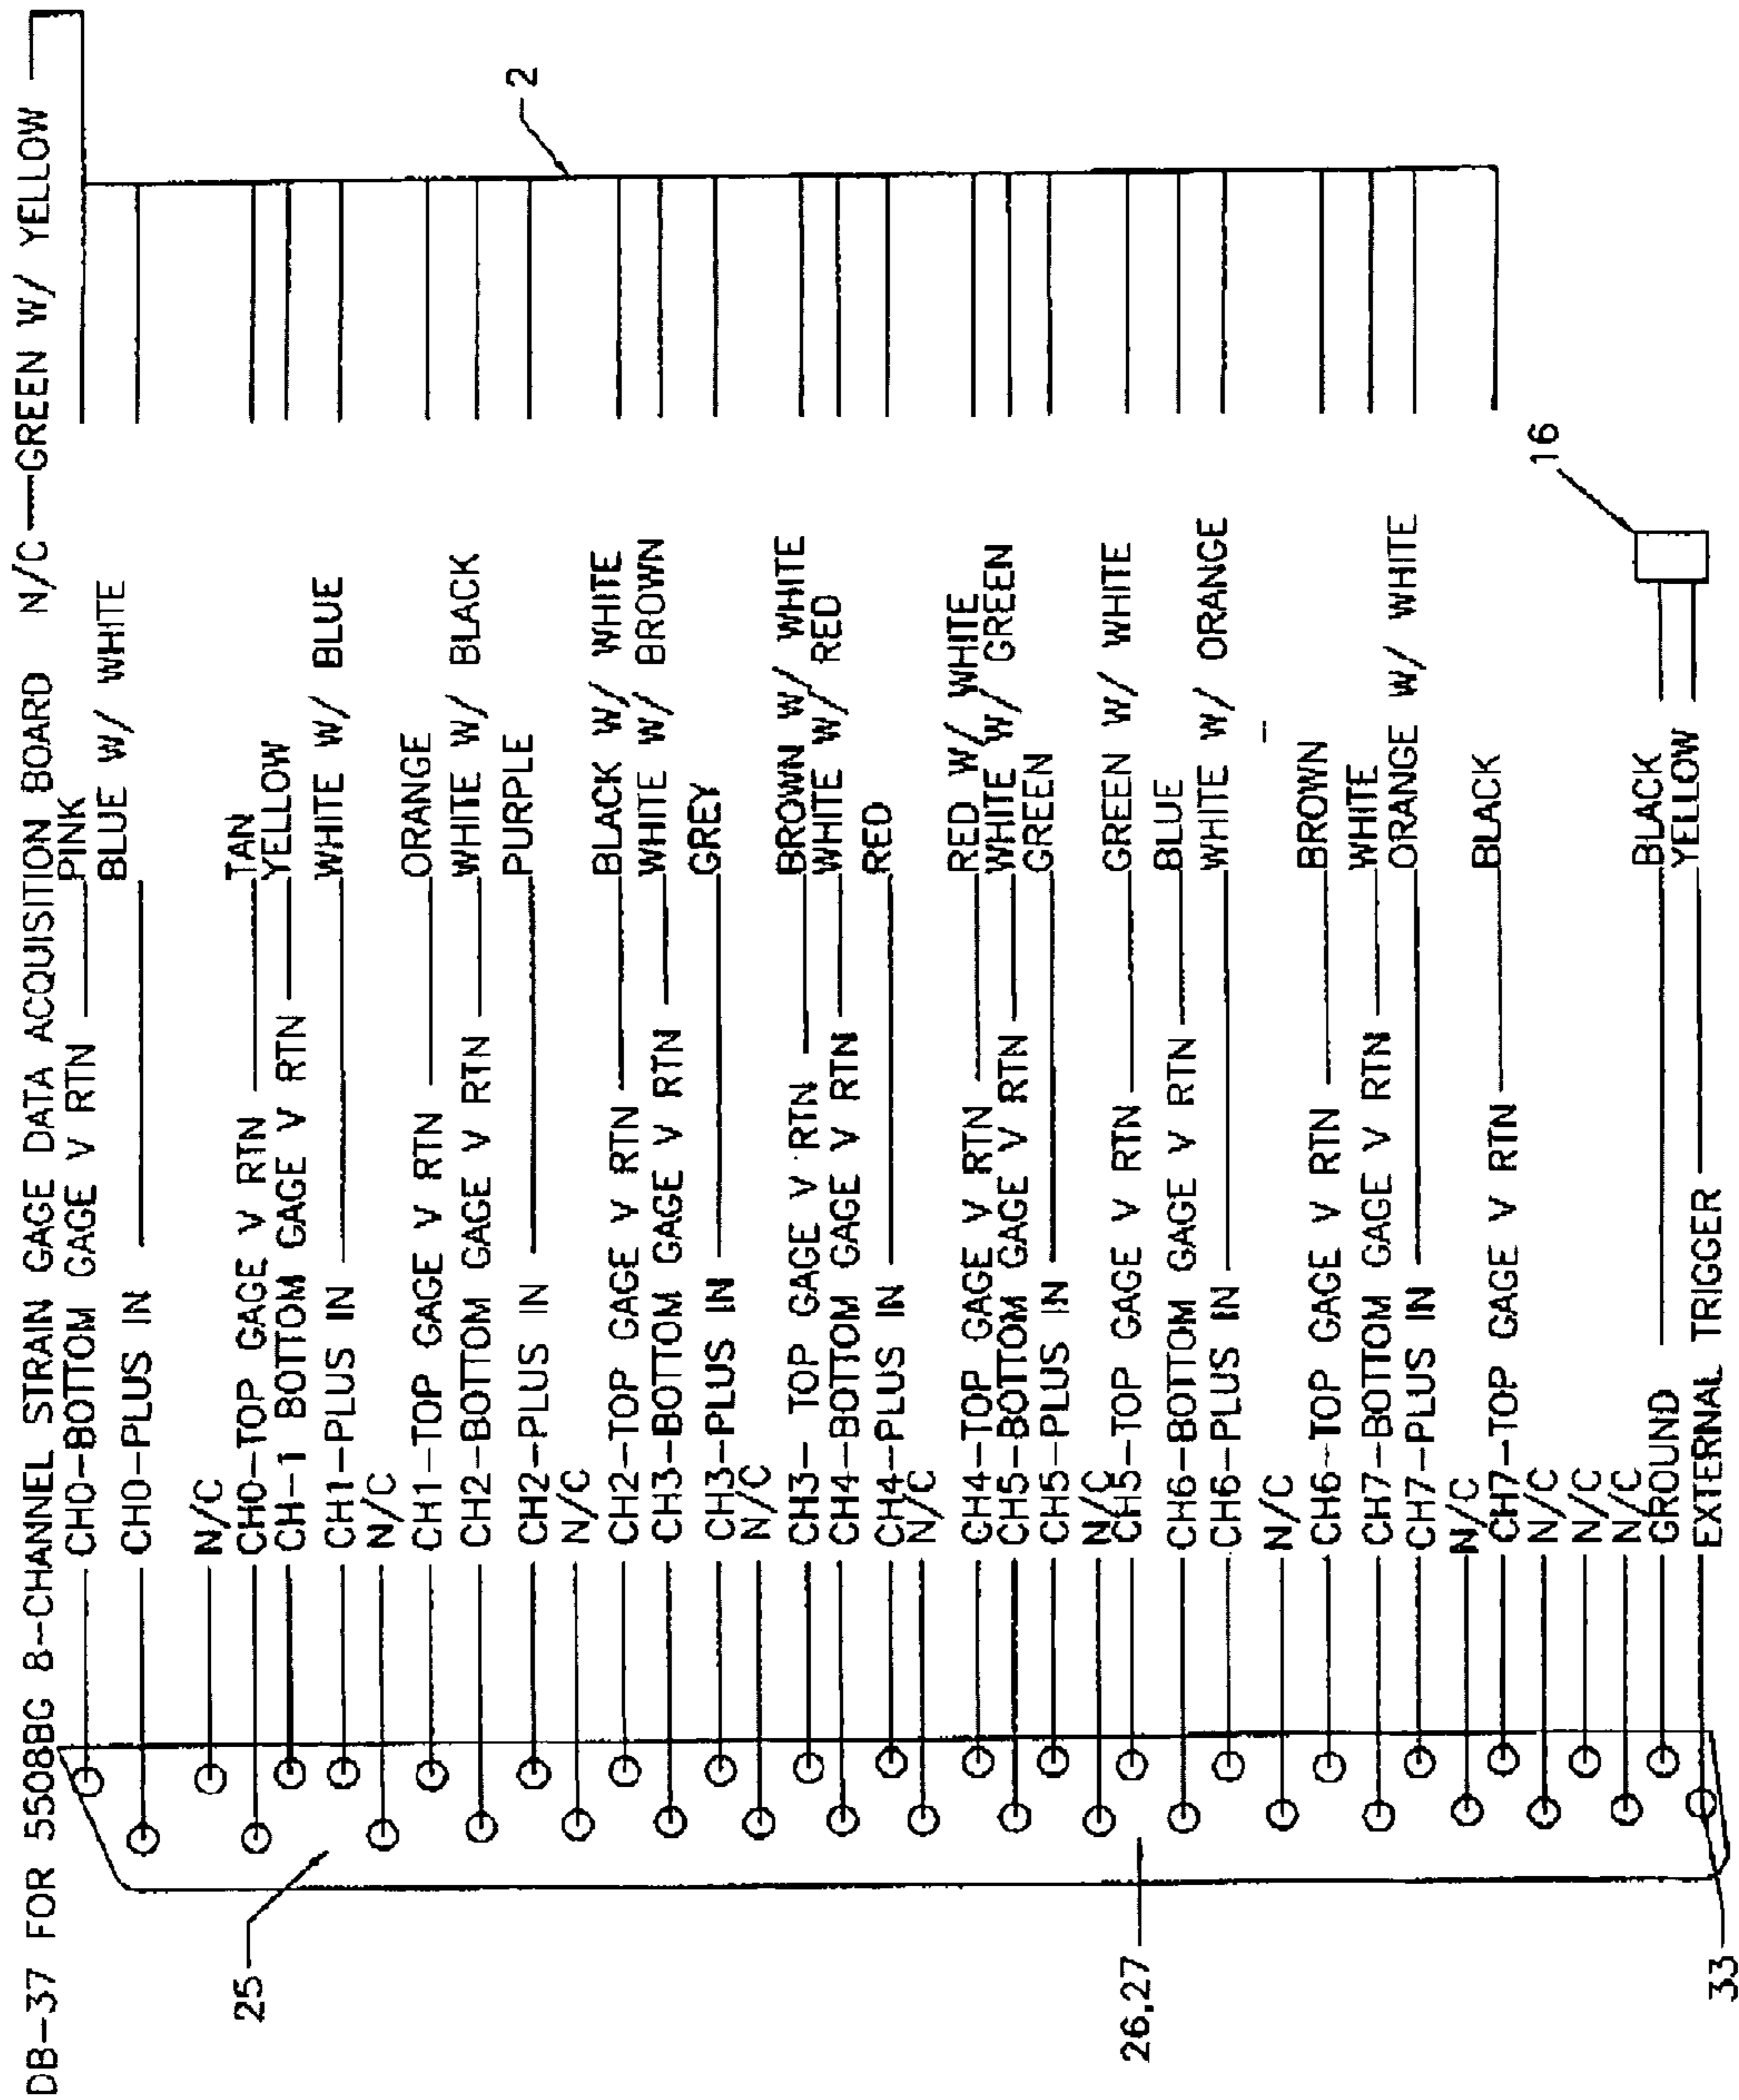 DB-37 FOR 5508BG 8-CHANNEL STRAIN GAGE DATA ACQUISITION BOARD N/C GREEN W/ YELLOW
CH0-BOTTOM GAGE V RTN PINK
CH0-PLUS IN BLUE W/ WHITE
N/C
CH0-TOP GAGE V RTN TAN
CH-1 BOTTOM GAGE V RTN YELLOW
CH1-PLUS IN WHITE W/ BLUE
N/C
CH1-TOP GAGE V RTN ORANGE
CH2-BOTTOM GAGE V RTN WHITE W/ BLACK
CH2-PLUS IN PURPLE
N/C
CH2-TOP GAGE V RTN BLACK W/ WHITE
CH3-BOTTOM GAGE V RTN WHITE W/ BROWN
CH3-PLUS IN GREY
N/C
CH3- TOP GAGE V RTN BROWN W/ WHITE
CH4-BOTTOM GAGE V RTN WHITE W/ RED
CH4-PLUS IN RED
N/C
CH4-TOP GAGE V RTN RED W/ WHITE
CH5-BOTTOM GAGE V RTN WHITE W/ GREEN
CH5-PLUS IN GREEN
N/C
CH5-TOP GAGE V RTN GREEN W/ WHITE
CH6-BOTTOM GAGE V RTN BLUE
CH6-PLUS IN WHITE W/ ORANGE
N/C
CH6-TOP GAGE V RTN BROWN
CH7-BOTTOM GAGE V RTN WHITE
CH7-PLUS IN ORANGE W/ WHITE
N/C
CH7-TOP GAGE V RTN BLACK
N/C
N/C
N/C
GROUND BLACK
EXTERNAL TRIGGER YELLOW
25
26,27
33
2
16